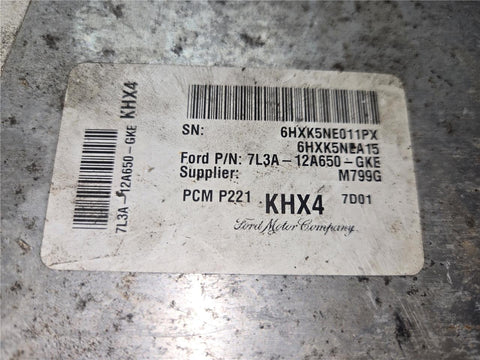 SN: 6HXK5NE011PX
6HXK5NEA15
Ford P/N: 7L3A-12A650-GKE
Supplier: M799G
PCM P221 KHX4 7D01
Ford Motor Company
7L3A-12A650-GKE KHX4